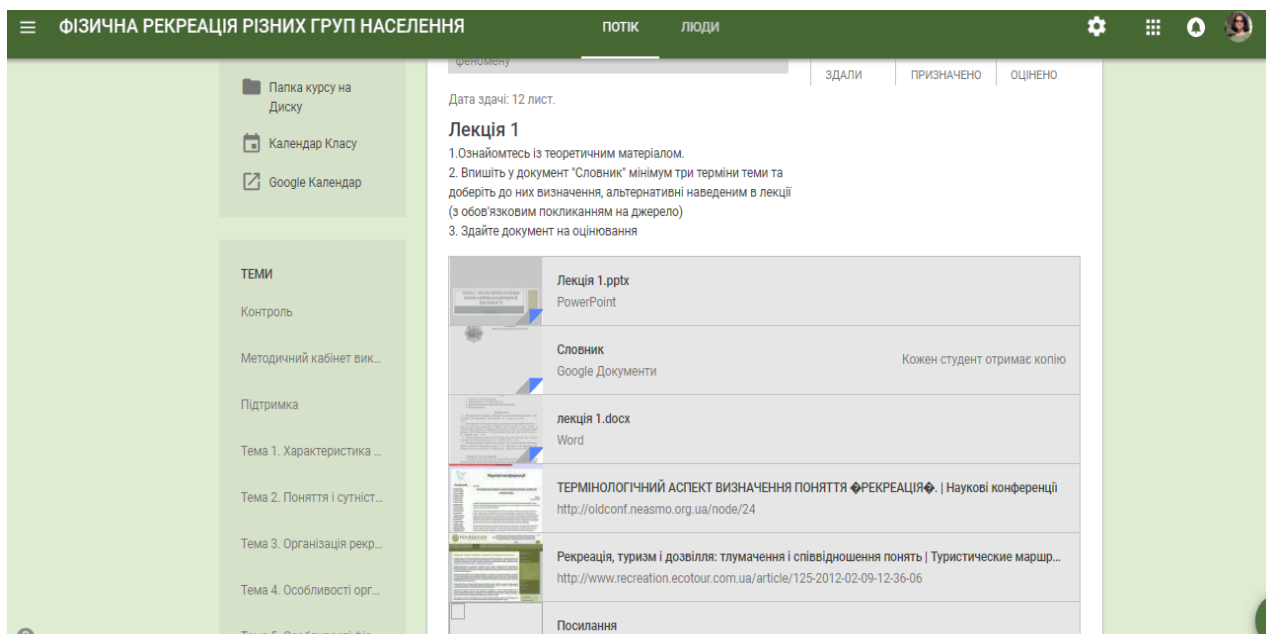 ФІЗИЧНА РЕКРЕАЦІЯ РІЗНИХ ГРУП НАСЕЛЕННЯ
ПОТІК
ЛЮДИ
Папка курсу на
Диску
Календар Класу
Google Календар
ТЕМИ
Контроль
Методичний кабінет вик...
Підтримка
Тема 1. Характеристика ...
Тема 2. Поняття і сутніст...
Тема 3. Організація рекр...
Тема 4. Особливості орг...
феномену
ЗДАЛИ
ПРИЗНАЧЕНО
ОЦІНЕНО
Дата здачі: 12 лист.
Лекція 1
1.Ознайомтесь із теоретичним матеріалом.
2. Впишіть у документ "Словник" мінімум три терміни теми та
доберіть до них визначення, альтернативні наведеним в лекції
(з обов'язковим покликанням на джерело)
3. Здайте документ на оцінювання
Лекція 1.pptx
PowerPoint
Словник
Google Документи
Кожен студент отримає копію
лекція 1.docx
Word
ТЕРМІНОЛОГІЧНИЙ АСПЕКТ ВИЗНАЧЕННЯ ПОНЯТТЯ �РЕКРЕАЦІЯ�. | Наукові конференції
http://oldconf.neasmo.org.ua/node/24
Рекреація, туризм і дозвілля: тлумачення і співвідношення понять | Туристические маршр...
http://www.recreation.ecotour.com.ua/article/125-2012-02-09-12-36-06
Посилання